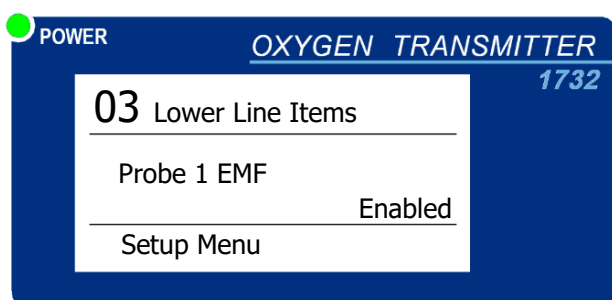 POWER
OXYGEN TRANSMITTER
1732
03 Lower Line Items
Probe 1 EMF
Enabled
Setup Menu